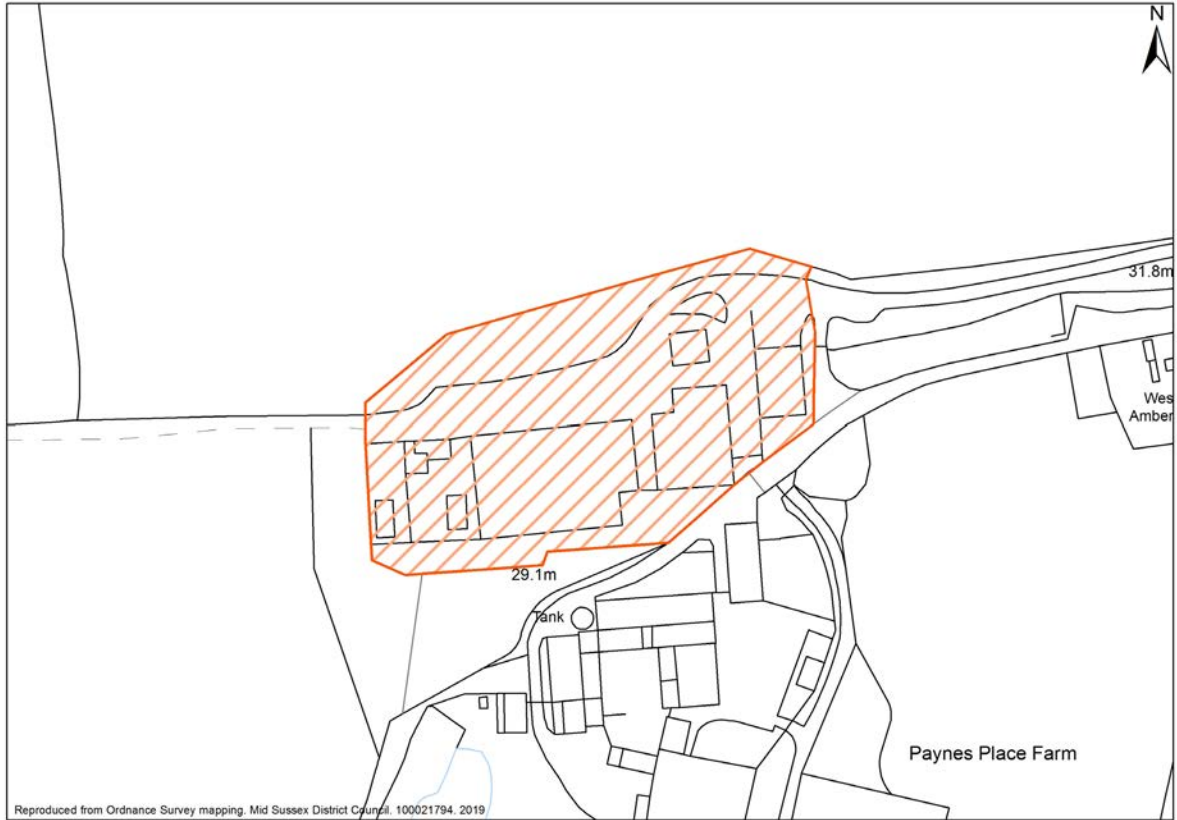 N
31.8m
Wes
Amber
29.1m
Tank
Paynes Place Farm
Reproduced from Ordnance Survey mapping. Mid Sussex District Council. 100021794. 2019